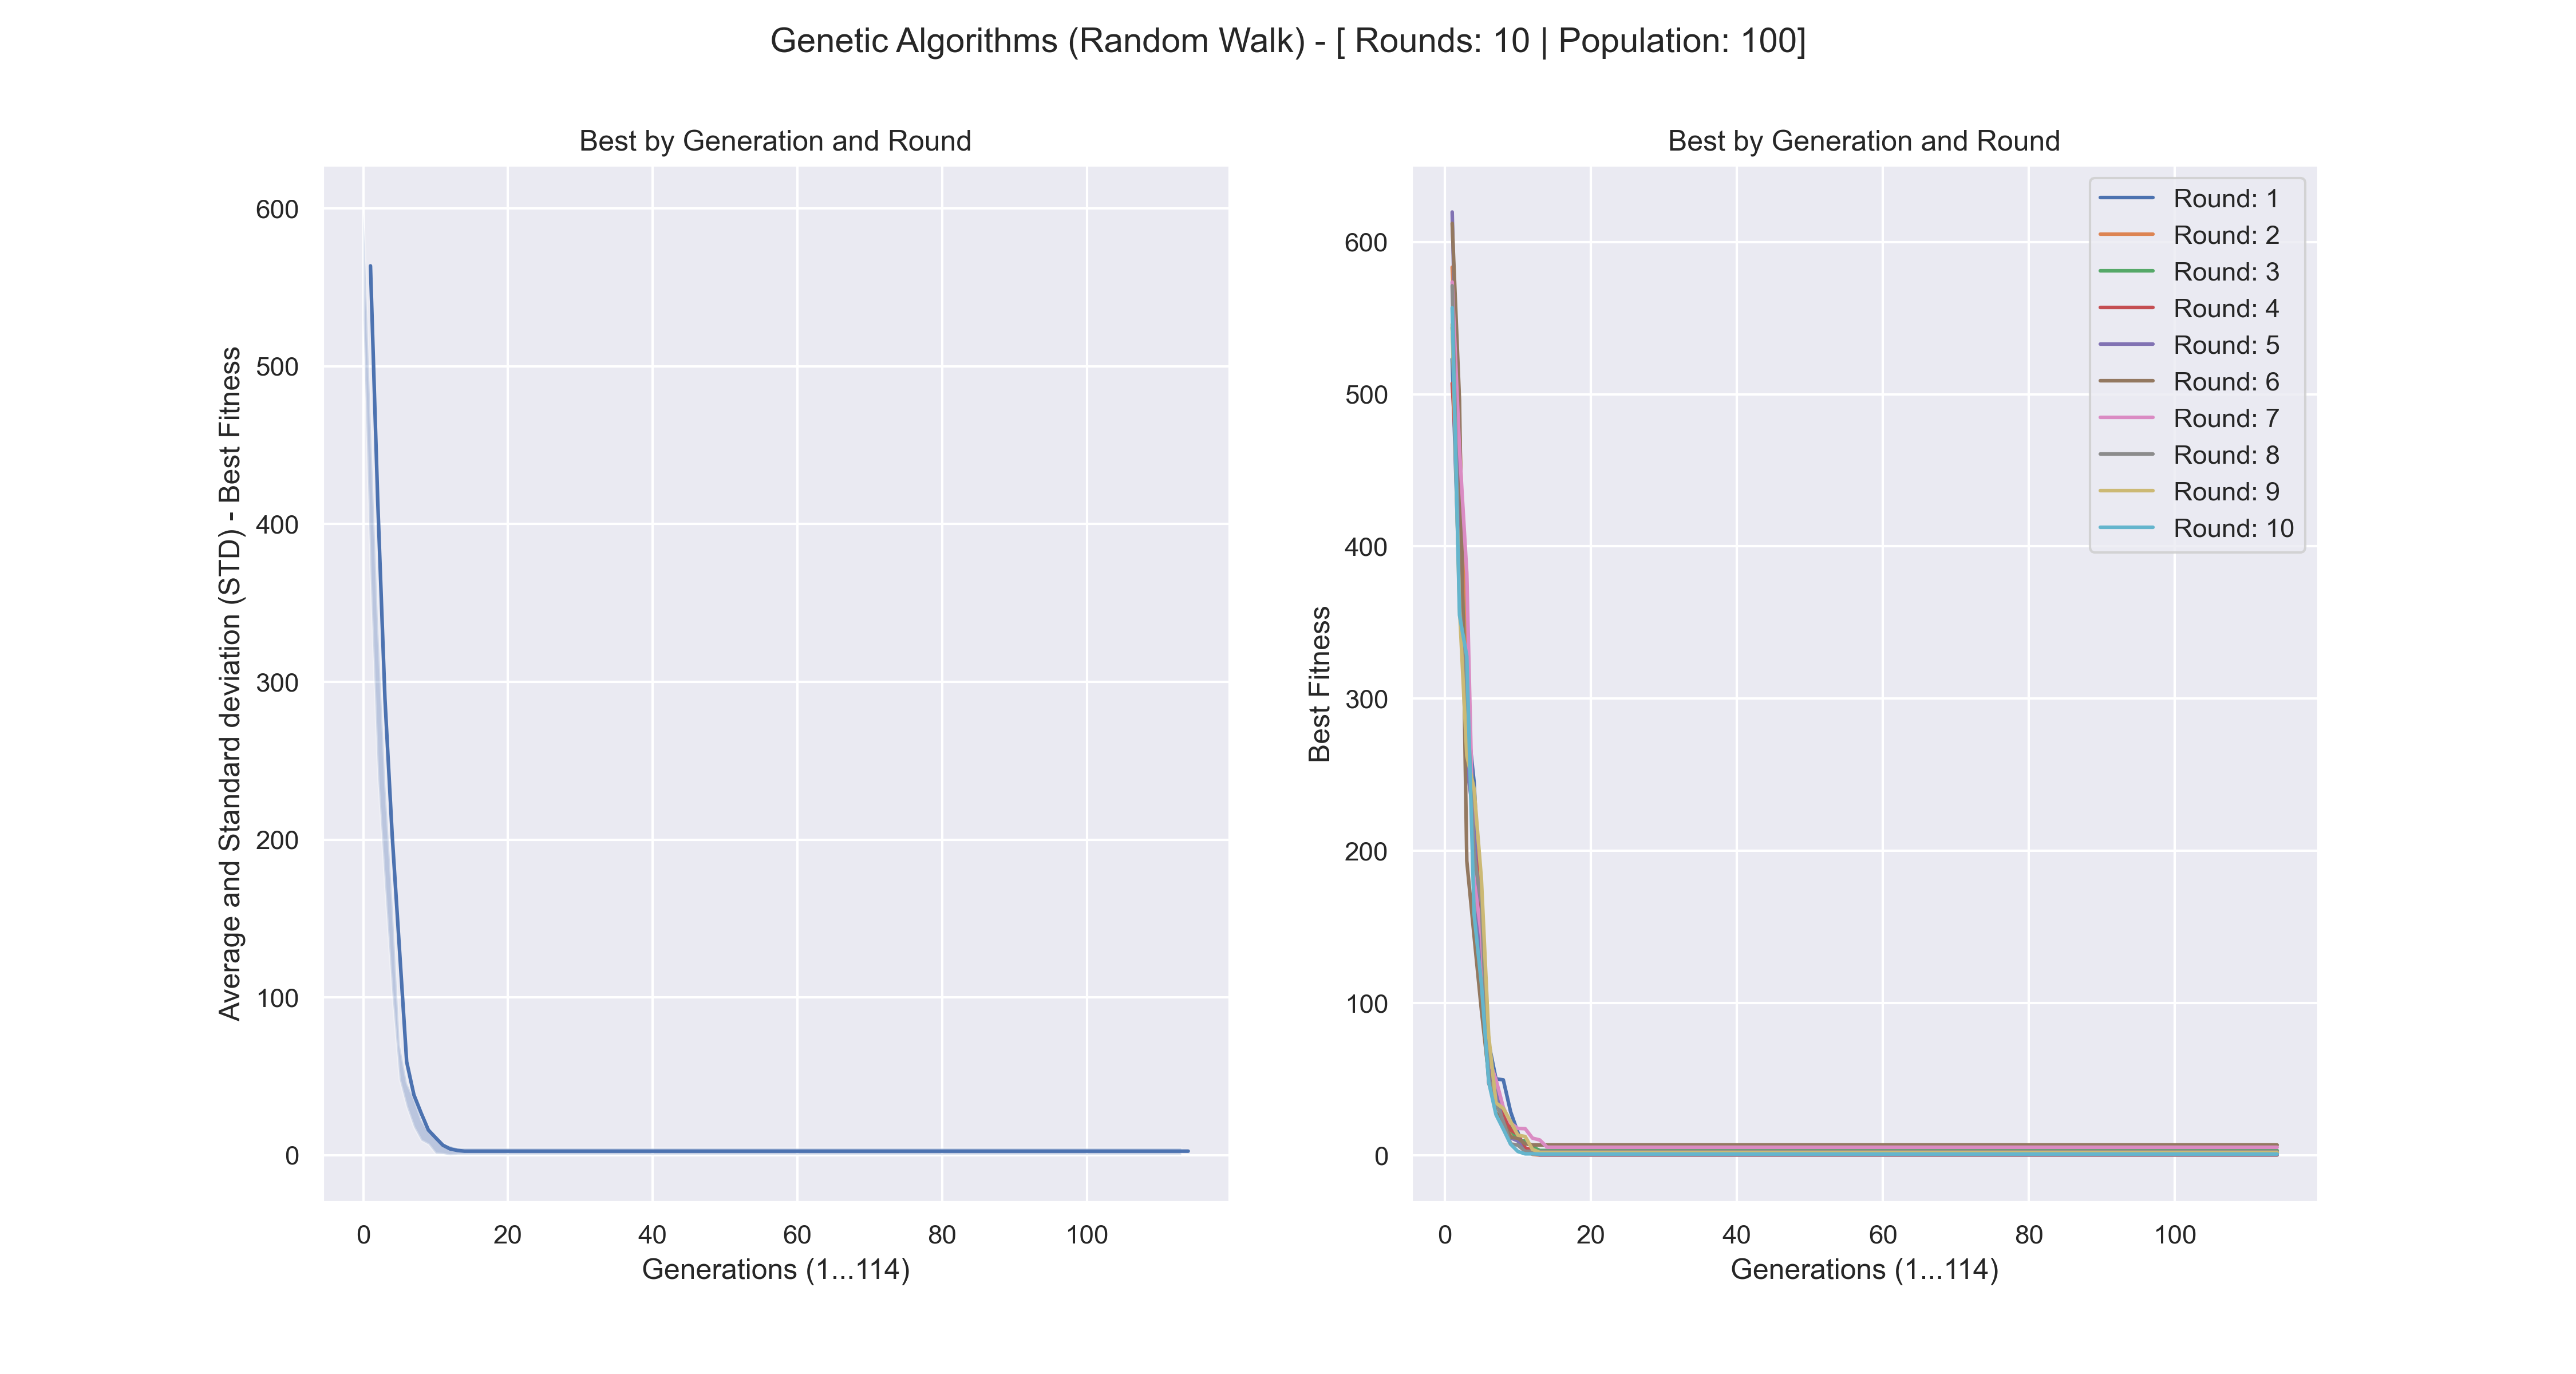 Genetic Algorithms (Random Walk) - [ Rounds: 10 | Population: 100]
Best by Generation and Round
600
500
400
300
200
100
0
Average and Standard deviation (STD) - Best Fitness
0 20 40 60 80 100
Generations (1...114)
Best by Generation and Round
600
500
400
300
200
100
0
Best Fitness
0 20 40 60 80 100
Generations (1...114)
Round: 1
Round: 2
Round: 3
Round: 4
Round: 5
Round: 6
Round: 7
Round: 8
Round: 9
Round: 10